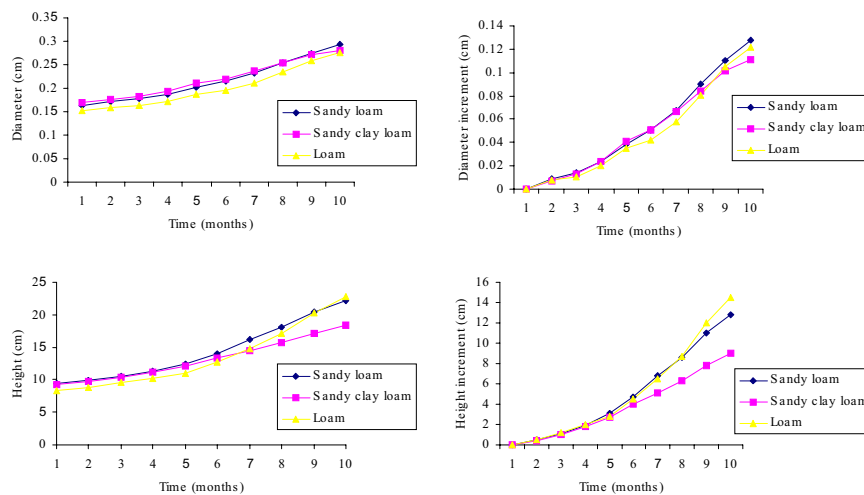 0.35
0.3
0.25
0.2
0.15
0.1
0.05
0
Diameter (cm)
1 2 3 4 5 6 7 8 9 10
Time (months)
Sandy loam
Sandy clay loam
Loam
0.14
0.12
0.1
0.08
0.06
0.04
0.02
0
Diameter increment (cm)
1 2 3 4 5 6 7 8 9 10
Time (months)
Sandy loam
Sandy clay loam
Loam
25
20
15
10
5
0
Height (cm)
1 2 3 4 5 6 7 8 9 10
Time (months)
Sandy loam
Sandy clay loam
Loam
16
14
12
10
8
6
4
2
0
Height increment (cm)
1 2 3 4 5 6 7 8 9 10
Time (months)
Sandy loam
Sandy clay loam
Loam